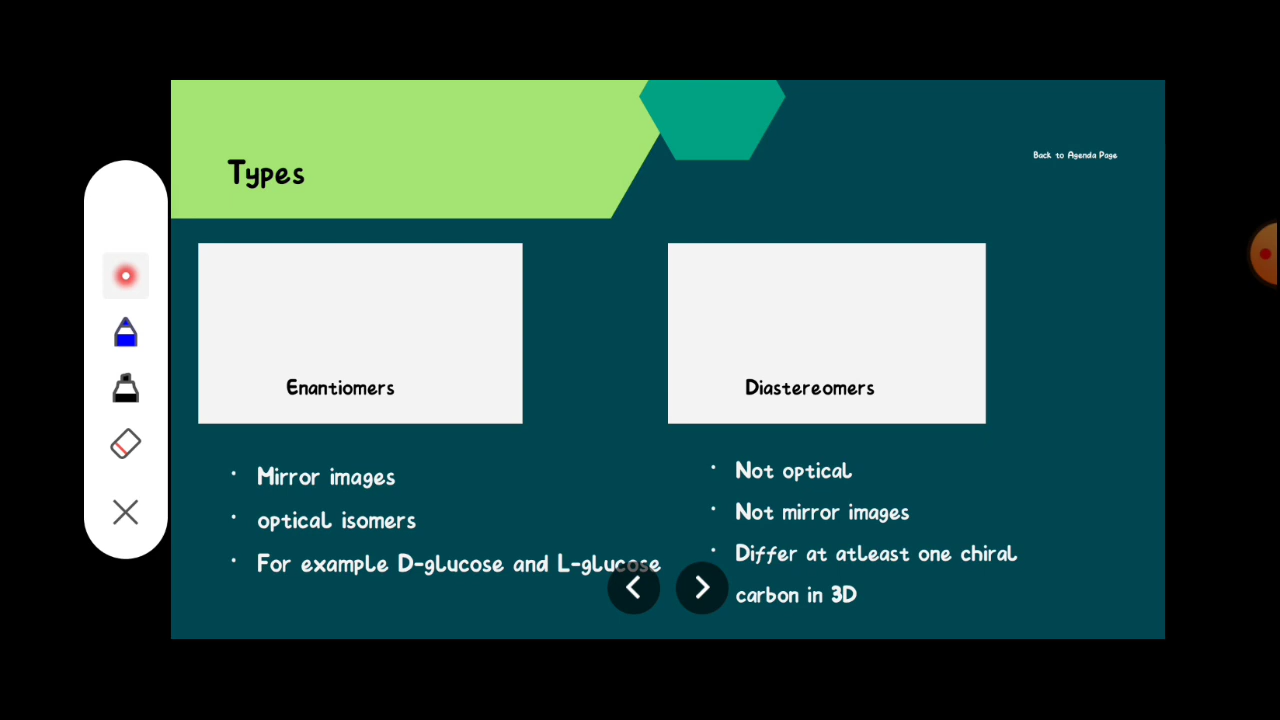 Types
Back to Agenda Page
Enantiomers
Mirror images
optical isomers
For example D-glucose and L-glucose
Diastereomers
Not optical
Not mirror images
Differ at atleast one chiral
carbon in 3D